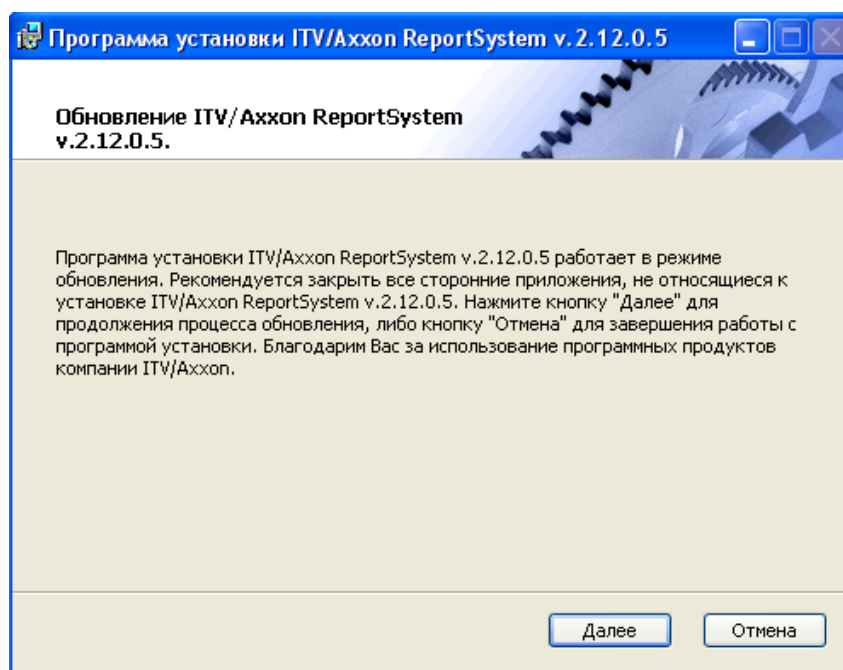 Программа установки ITV/Axxon ReportSystem v.2.12.0.5
Обновление ITV/Axxon ReportSystem
v.2.12.0.5.
Программа установки ITV/Axxon ReportSystem v.2.12.0.5 работает в режиме
обновления. Рекомендуется закрыть все сторонние приложения, не относящиеся к
установке ITV/Axxon ReportSystem v.2.12.0.5. Нажмите кнопку "Далее" для
продолжения процесса обновления, либо кнопку "Отмена" для завершения работы с
программой установки. Благодарим Вас за использование программных продуктов
компании ITV/Axxon.
Далее Отмена